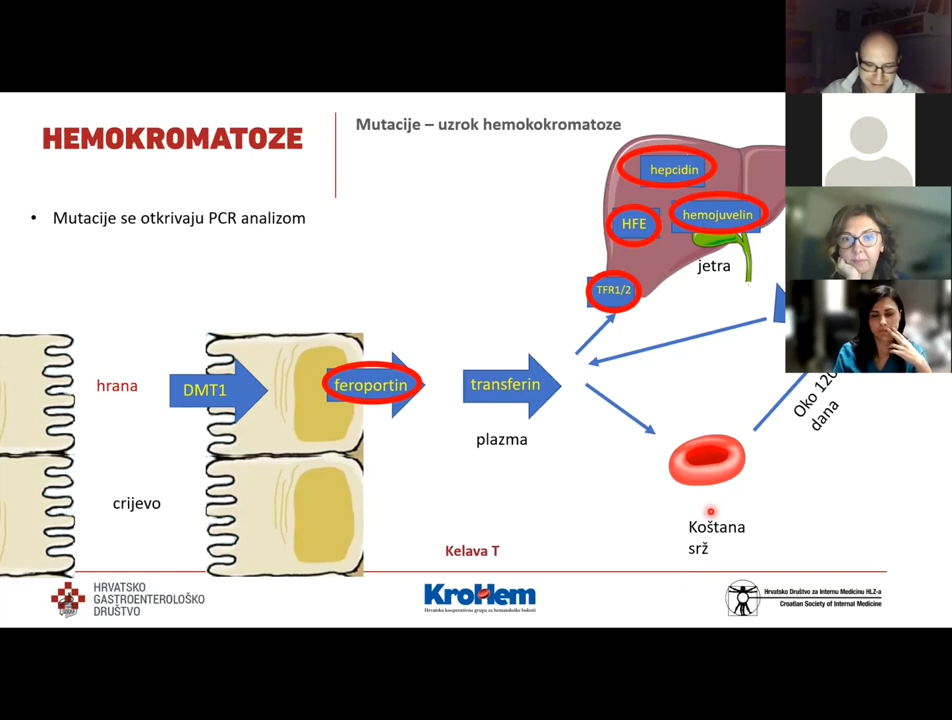 HEMOKROMATOZE
Mutacije – uzrok hemokokromatoze
• Mutacije se otkrivaju PCR analizom
hepcidin
HFE
hemojuvelin
jetra
TFR1/2
hrana
DMT1
feroportin
transferin
plazma
Oko 120
dana
crijevo
Koštana
srž
Kelava T
HRVATSKO
GASTROENTEROLOŠKO
DRUŠTVO
KroHem
Hrvatska kooperativna grupa za hematološke bolesti
Hrvatsko Društvo za Internu Medicinu HLZ-a
Croatian Society of Internal Medicine